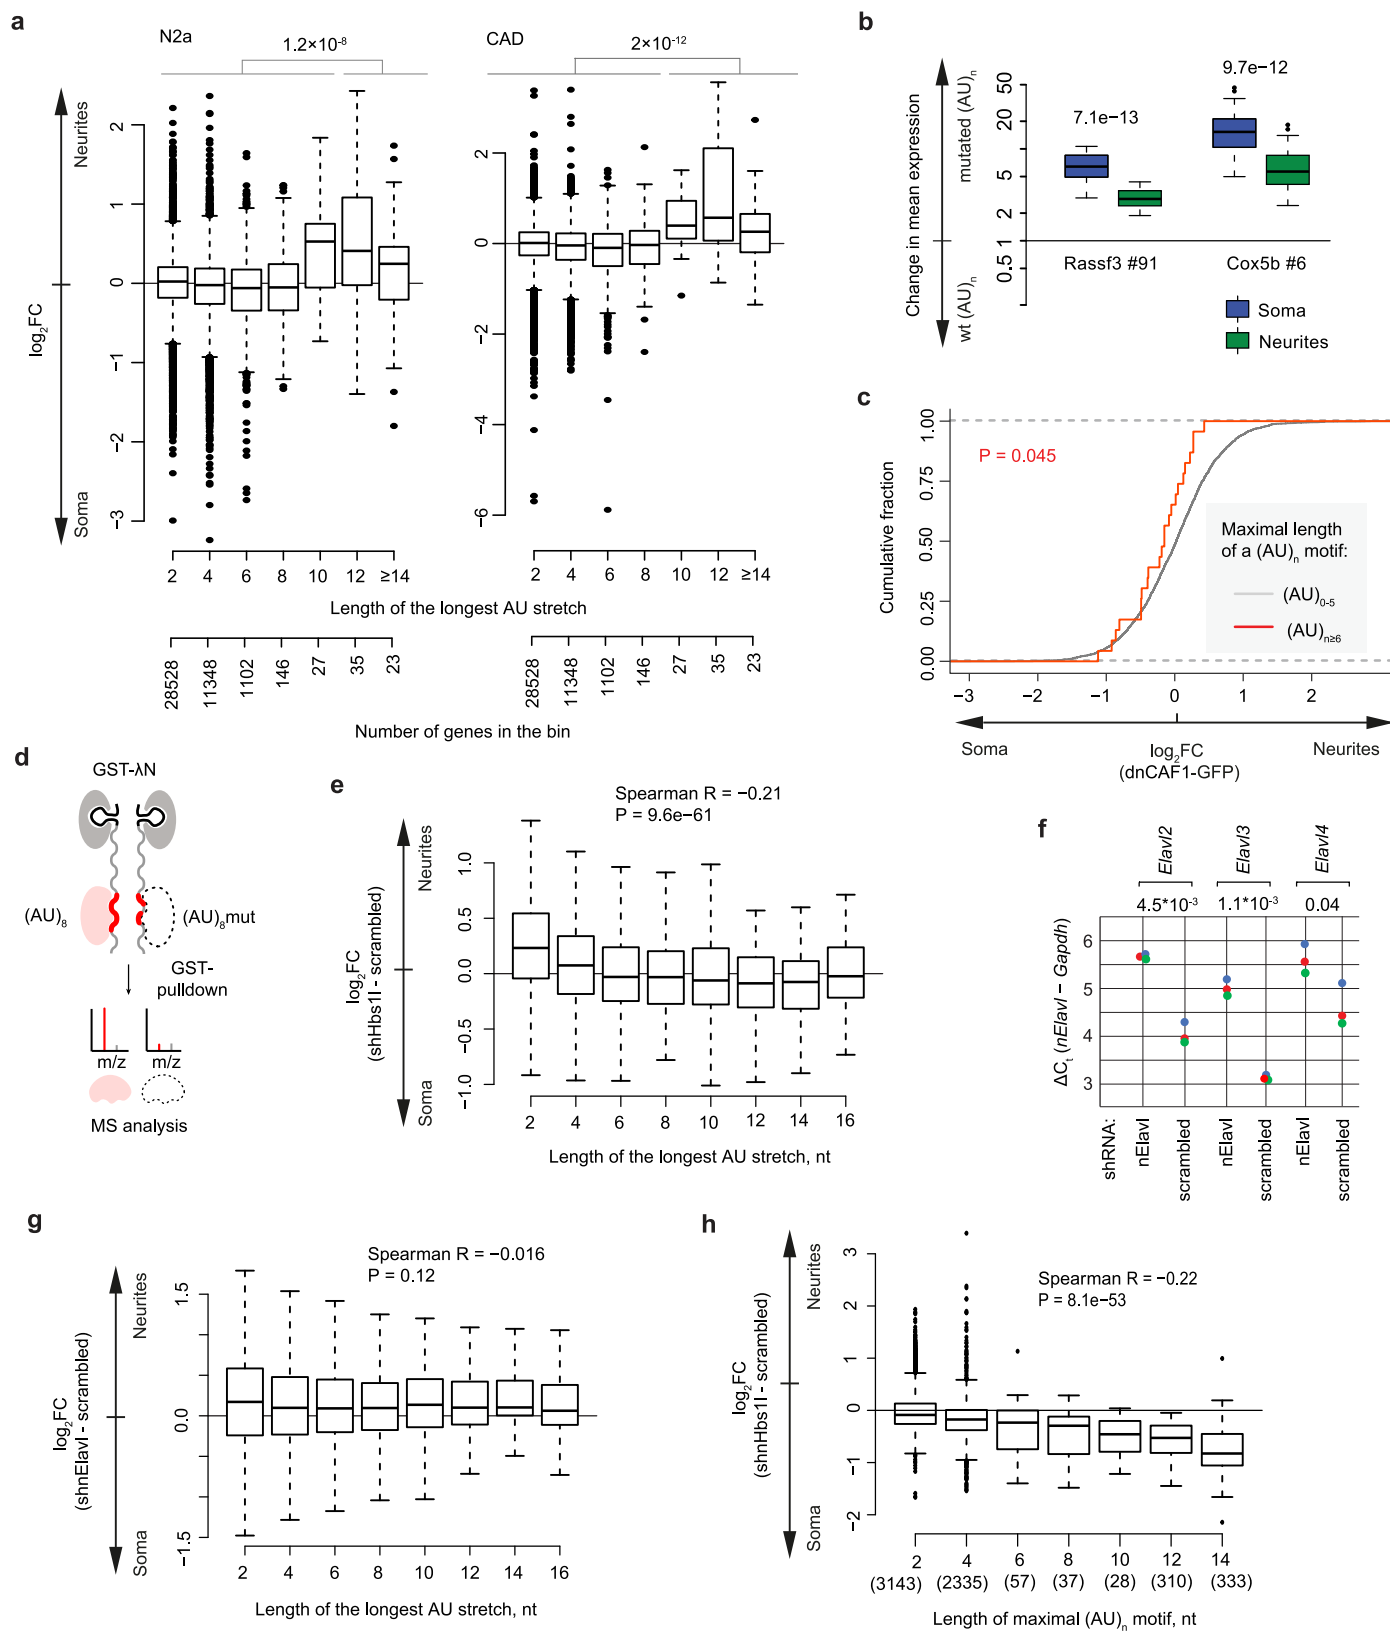 a
N2a
1.2×10⁻⁸
CAD
2×10⁻¹²
Neurites
log₂FC
Soma
2
1
0
−1
−2
−3
2 4 6 8 10 12 ≥14
2
0
−2
−4
−6
2 4 6 8 10 12 ≥14
Length of the longest AU stretch
28528 11348 1102 146 27 35 23
28528 11348 1102 146 27 35 23
Number of genes in the bin
b
Change in mean expression
mutated (AU)ₙ
wt (AU)ₙ
50
20
5
2
1
0.5
7.1e−13
9.7e−12
Rassf3 #91
Cox5b #6
Soma
Neurites
c
Cumulative fraction
1.00
0.75
0.50
0.25
0.00
P = 0.045
Maximal length
of a (AU)ₙ motif:
(AU)₀₋₅
(AU)ₙ≥₆
−3 −2 −1 0 1 2
Soma
Neurites
log₂FC
(dnCAF1-GFP)
d
GST-λN
(AU)₈
(AU)₈mut
GST-
pulldown
m/z
m/z
MS analysis
e
Spearman R = −0.21
P = 9.6e−61
Neurites
Soma
log₂FC
(shHbs1l - scrambled)
1.0
0.5
0.0
−0.5
−1.0
2 4 6 8 10 12 14 16
Length of the longest AU stretch, nt
f
Elavl2
Elavl3
Elavl4
4.5*10⁻³
1.1*10⁻³
0.04
ΔCₜ (nElavl − Gapdh)
6
5
4
3
shRNA:
nElavl
scrambled
nElavl
scrambled
nElavl
scrambled
g
Spearman R = −0.016
P = 0.12
Neurites
Soma
log₂FC
(shnElavl - scrambled)
1.5
0.0
−1.5
2 4 6 8 10 12 14 16
Length of the longest AU stretch, nt
h
Spearman R = −0.22
P = 8.1e−53
Neurites
Soma
log₂FC
(shnHbs1l - scrambled)
3
2
1
0
−1
−2
2 4 6 8 10 12 14
(3143) (2335) (57) (37) (28) (310) (333)
Length of maximal (AU)ₙ motif, nt